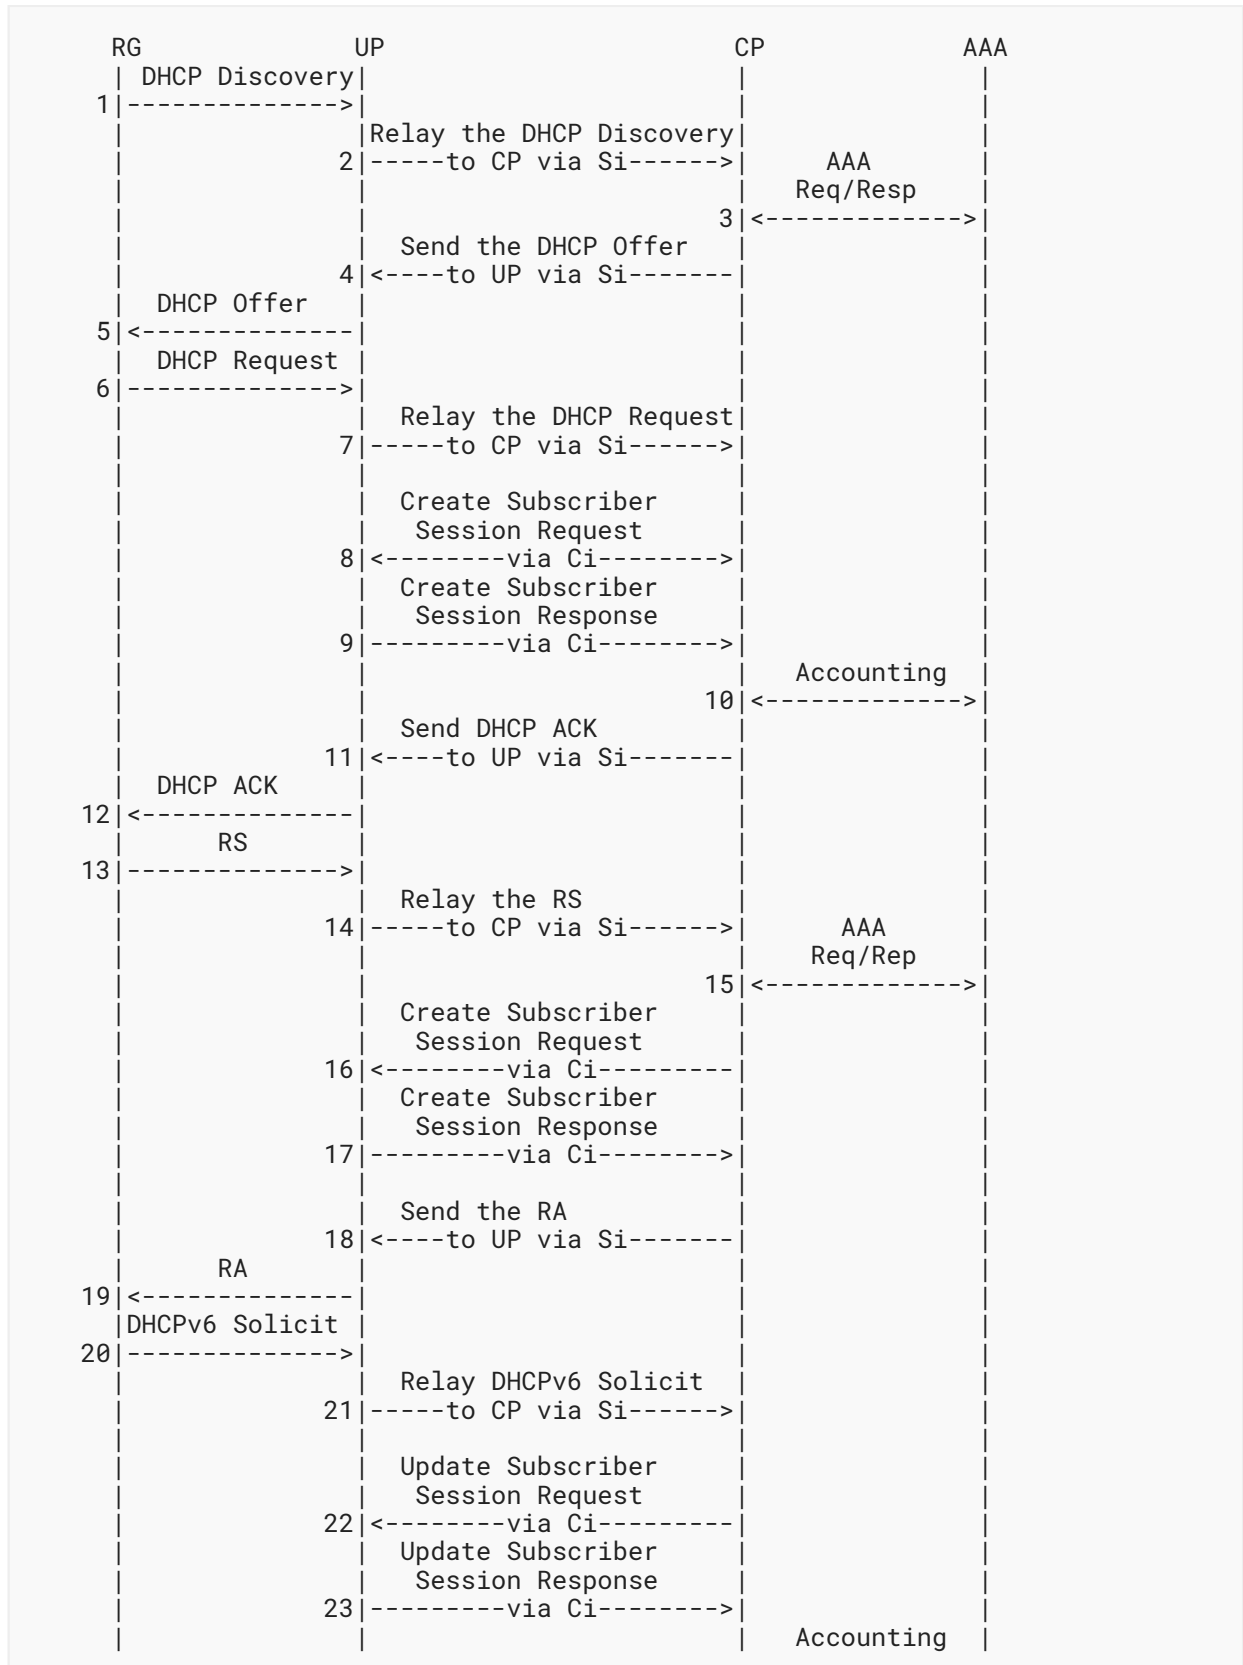 RG UP CP AAA
| DHCP Discovery| | |
1|-------------->| | |
| |Relay the DHCP Discovery| |
2|-----to CP via Si------>| AAA |
| | | Req/Resp |
3|<------------->|
| | Send the DHCP Offer | |
4|<----to UP via Si-------| |
| DHCP Offer | | |
5|<--------------| | |
| DHCP Request | | |
6|-------------->| | |
| | Relay the DHCP Request| |
7|-----to CP via Si------>| |
| | Create Subscriber | |
| | Session Request | |
8|<--------via Ci-------->| |
| | Create Subscriber | |
| | Session Response | |
9|---------via Ci-------->| |
| | | Accounting |
10|<------------->|
| | Send DHCP ACK | |
11|<----to UP via Si-------| |
| DHCP ACK | | |
12|<--------------| | |
| RS | | |
13|-------------->| | |
| | Relay the RS | |
14|-----to CP via Si------>| AAA |
| | | Req/Rep |
15|<------------->|
| | Create Subscriber | |
| | Session Request | |
16|<--------via Ci---------| |
| | Create Subscriber | |
| | Session Response | |
17|---------via Ci-------->| |
| | Send the RA | |
18|<----to UP via Si-------| |
| RA | | |
19|<--------------| | |
|DHCPv6 Solicit | | |
20|-------------->| | |
| | Relay DHCPv6 Solicit | |
21|-----to CP via Si------>| |
| | Update Subscriber | |
| | Session Request | |
22|<--------via Ci---------| |
| | Update Subscriber | |
| | Session Response | |
23|---------via Ci-------->| |
| | | Accounting |